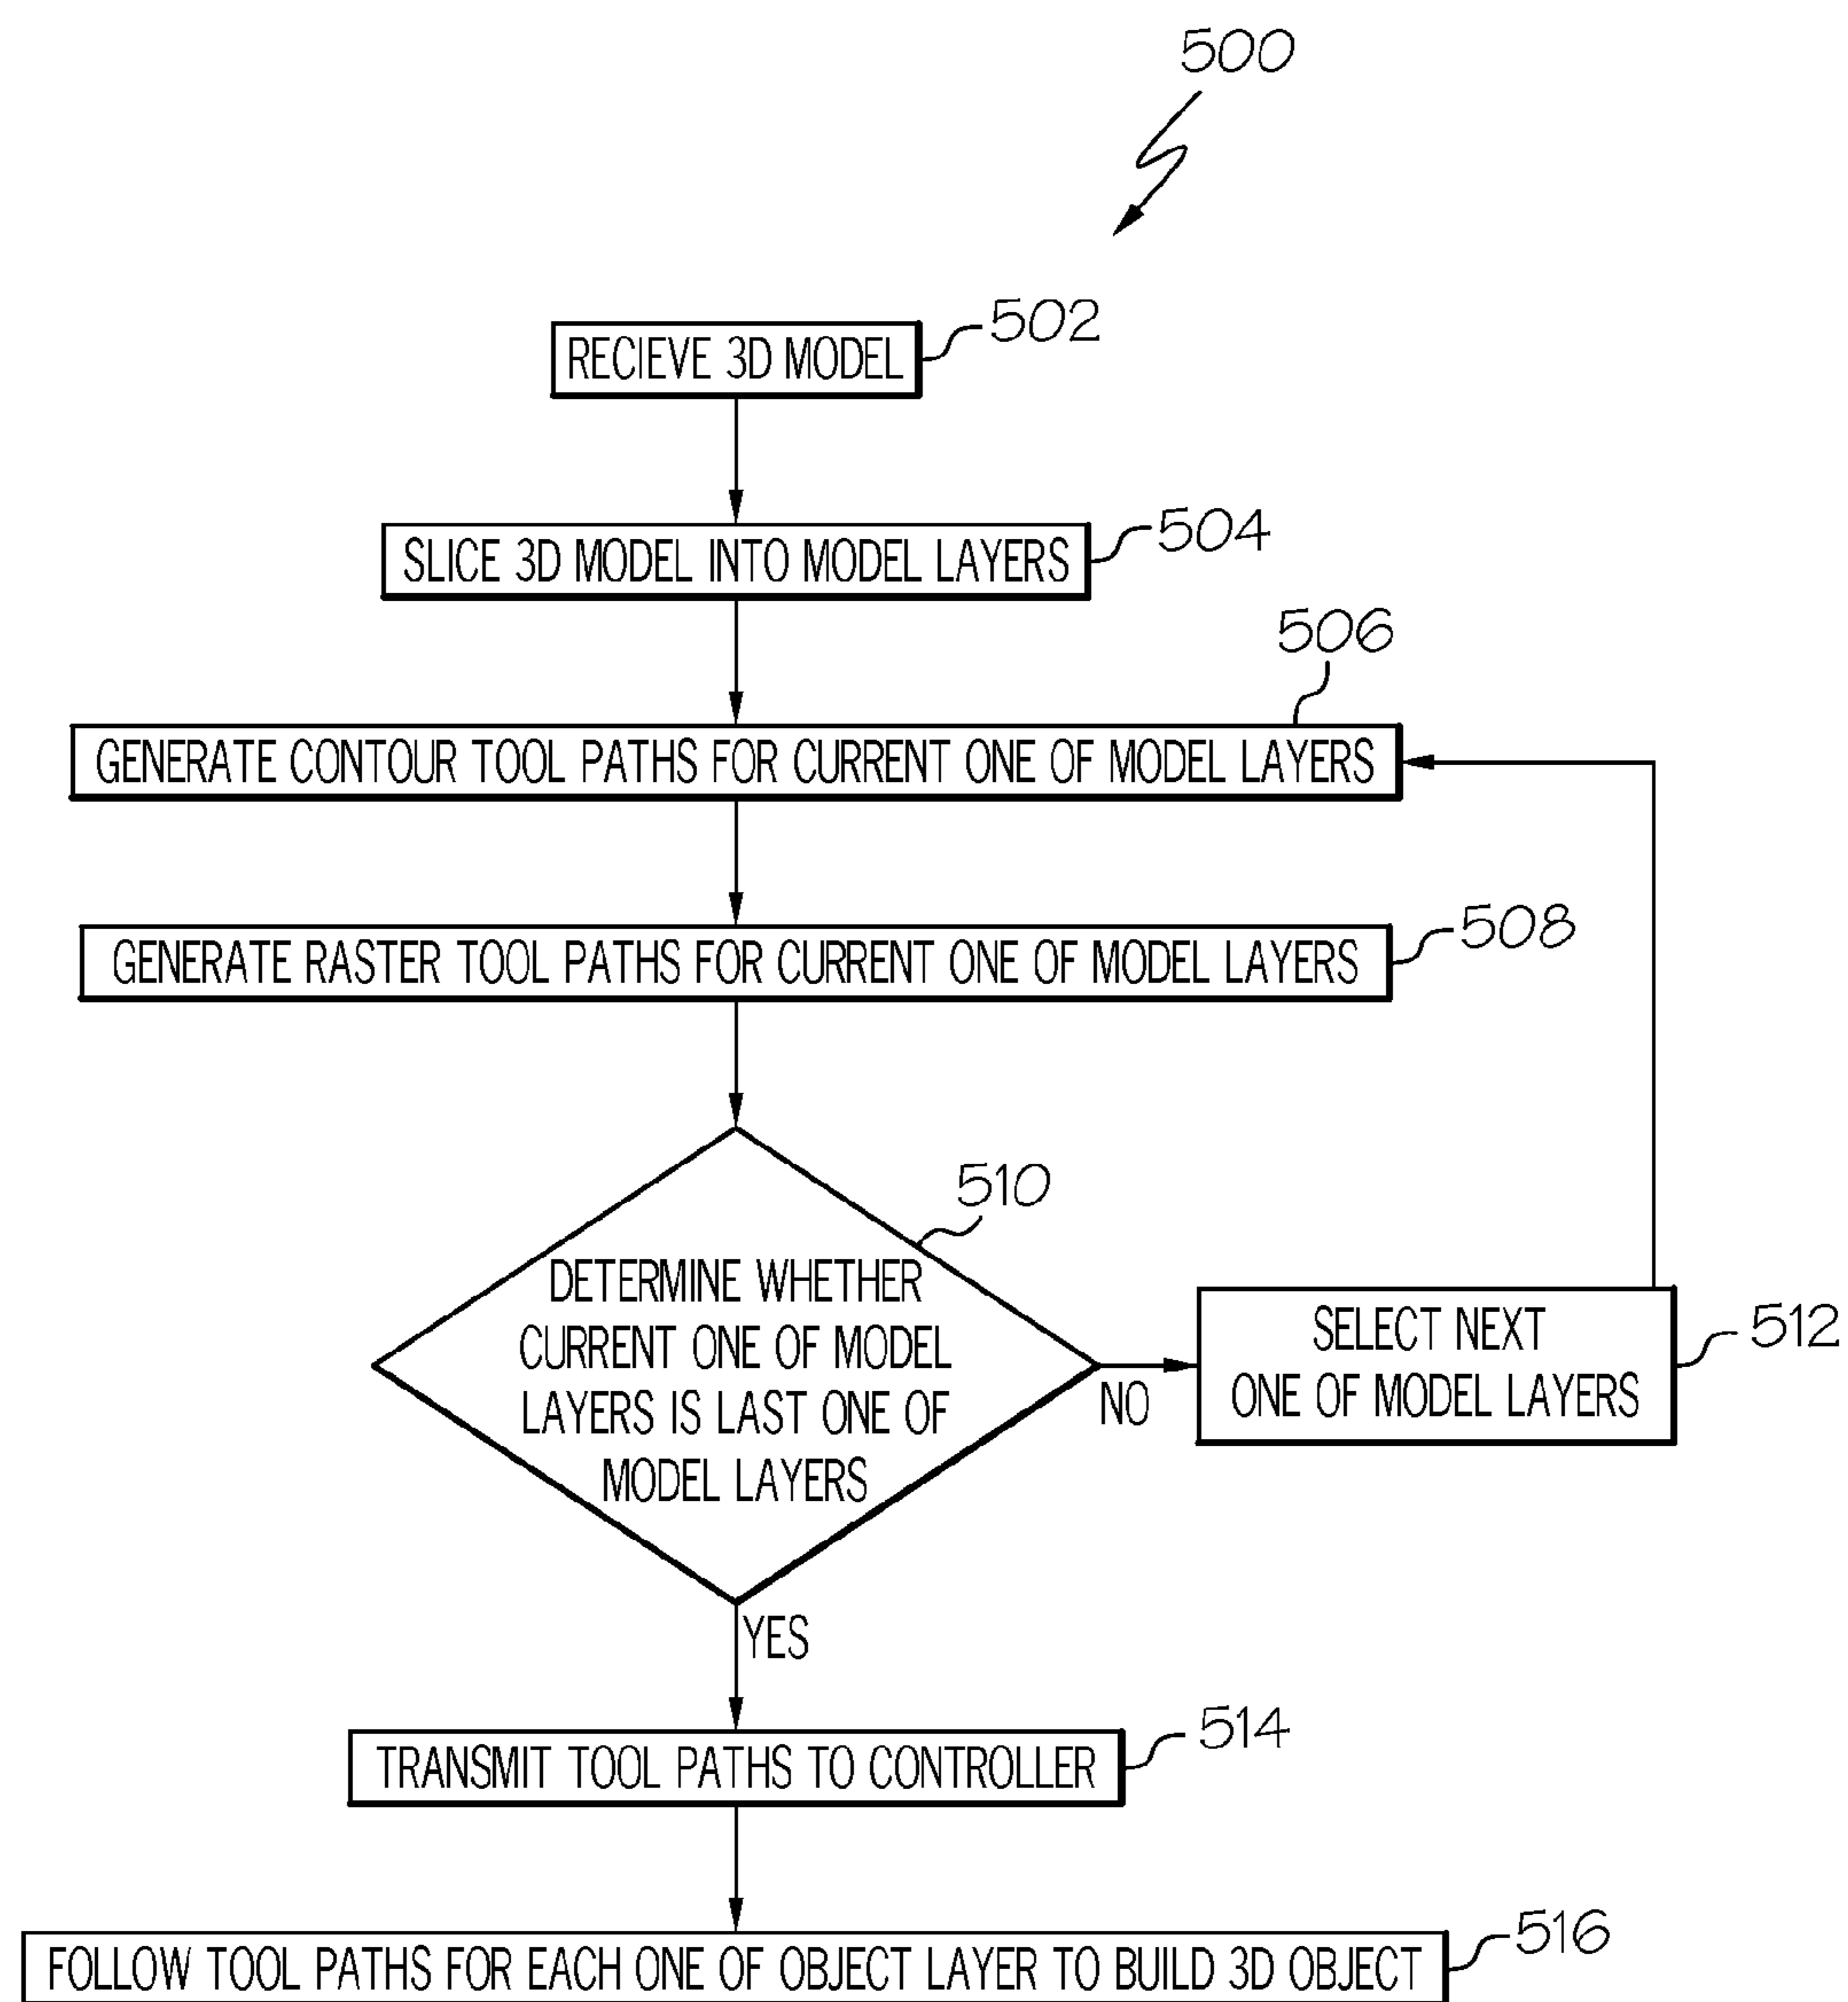 500
RECIEVE 3D MODEL
502
SLICE 3D MODEL INTO MODEL LAYERS
504
506
GENERATE CONTOUR TOOL PATHS FOR CURRENT ONE OF MODEL LAYERS
508
GENERATE RASTER TOOL PATHS FOR CURRENT ONE OF MODEL LAYERS
510
DETERMINE WHETHER
CURRENT ONE OF MODEL
LAYERS IS LAST ONE OF
MODEL LAYERS
NO
SELECT NEXT
ONE OF MODEL LAYERS
512
YES
514
TRANSMIT TOOL PATHS TO CONTROLLER
516
FOLLOW TOOL PATHS FOR EACH ONE OF OBJECT LAYER TO BUILD 3D OBJECT